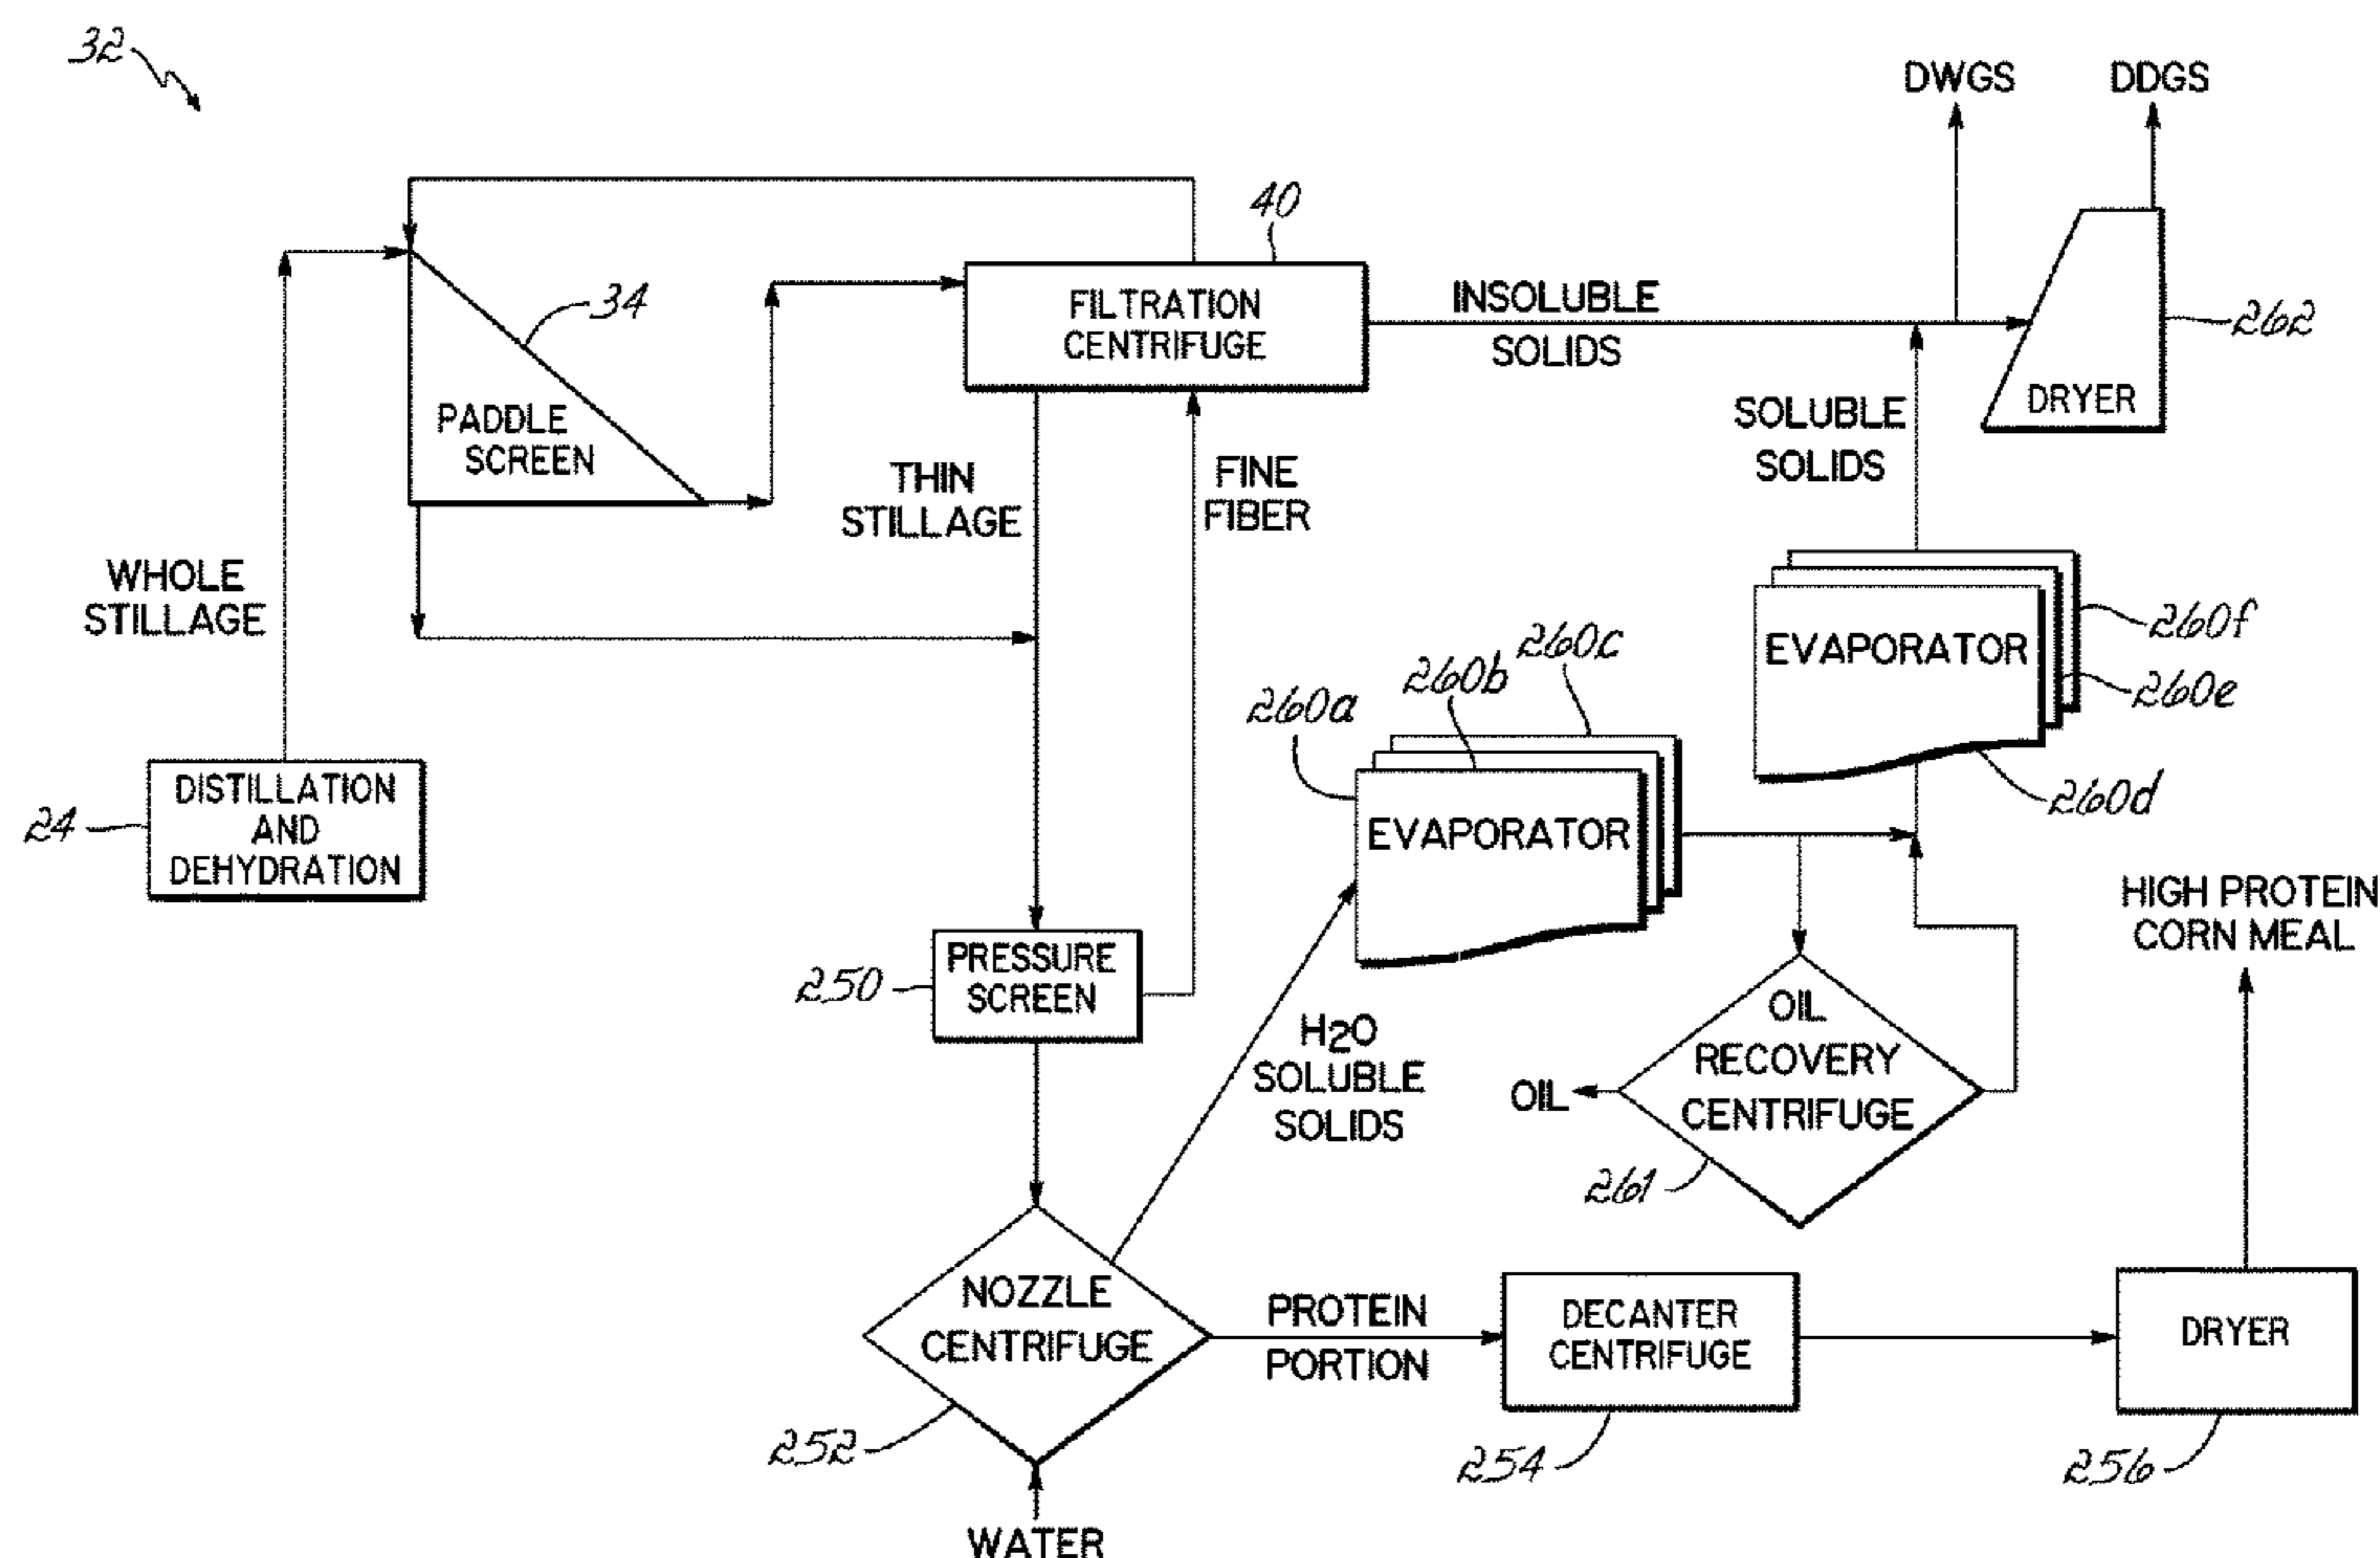 32
DWGS
DDGS
40
FILTRATION
CENTRIFUGE
INSOLUBLE
SOLIDS
262
DRYER
34
PADDLE
SCREEN
THIN
STILLAGE
FINE
FIBER
SOLUBLE
SOLIDS
WHOLE
STILLAGE
DISTILLATION
AND
DEHYDRATION
24
260a
260b
260c
EVAPORATOR
EVAPORATOR
260f
260e
260d
HIGH PROTEIN
CORN MEAL
PRESSURE
SCREEN
250
H2O
SOLUBLE
SOLIDS
OIL
RECOVERY
CENTRIFUGE
OIL
261
NOZZLE
CENTRIFUGE
252
PROTEIN
PORTION
DECANTER
CENTRIFUGE
254
DRYER
256
WATER